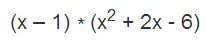 (x – 1) * (x² + 2x - 6)